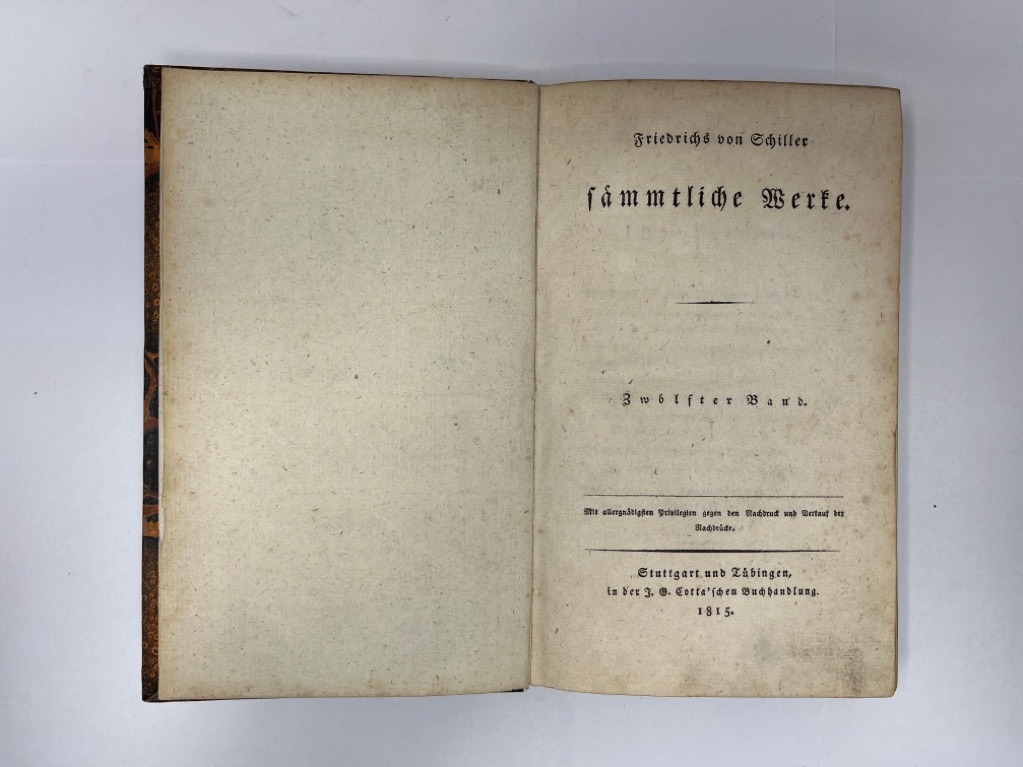 Friedrichs von Schiller
sämmtliche Werke.
Zwölfter Band.
Mit allergnädigsten Privilegien gegen den Nachdruck und Verkauf der
Nachdrücke.
Stuttgart und Tübingen,
in der J. G. Cotta'schen Buchhandlung.
1815.